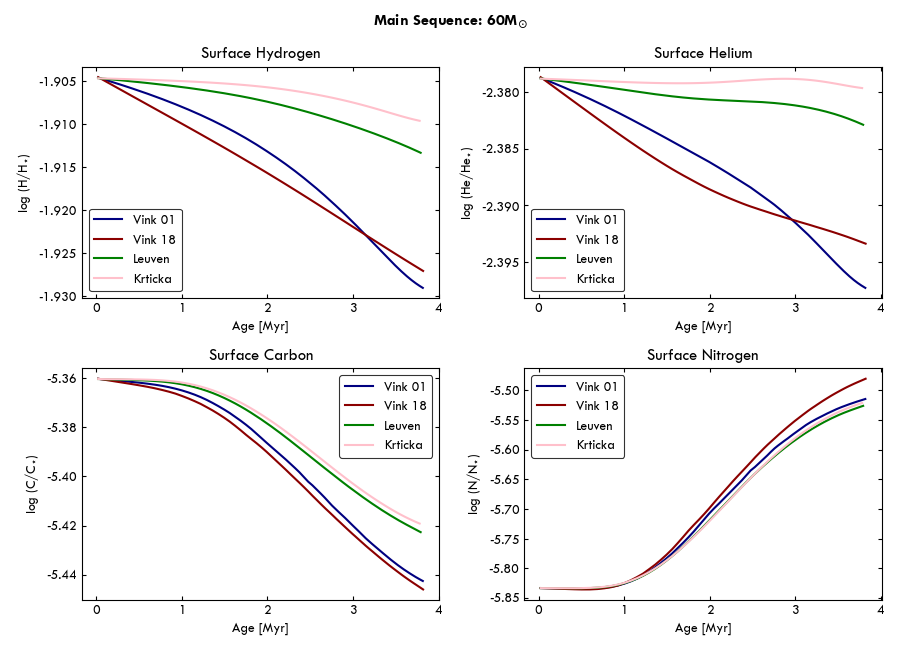 Main Sequence: 60M☉
Surface Hydrogen
log (H/H⋆)
-1.905
-1.910
-1.915
-1.920
-1.925
-1.930
Vink 01
Vink 18
Leuven
Krticka
0 1 2 3 4
Age [Myr]
Surface Helium
log (He/He⋆)
-2.380
-2.385
-2.390
-2.395
Vink 01
Vink 18
Leuven
Krticka
0 1 2 3 4
Age [Myr]
Surface Carbon
log (C/C⋆)
-5.36
-5.38
-5.40
-5.42
-5.44
Vink 01
Vink 18
Leuven
Krticka
0 1 2 3 4
Age [Myr]
Surface Nitrogen
log (N/N⋆)
-5.50
-5.55
-5.60
-5.65
-5.70
-5.75
-5.80
-5.85
Vink 01
Vink 18
Leuven
Krticka
0 1 2 3 4
Age [Myr]